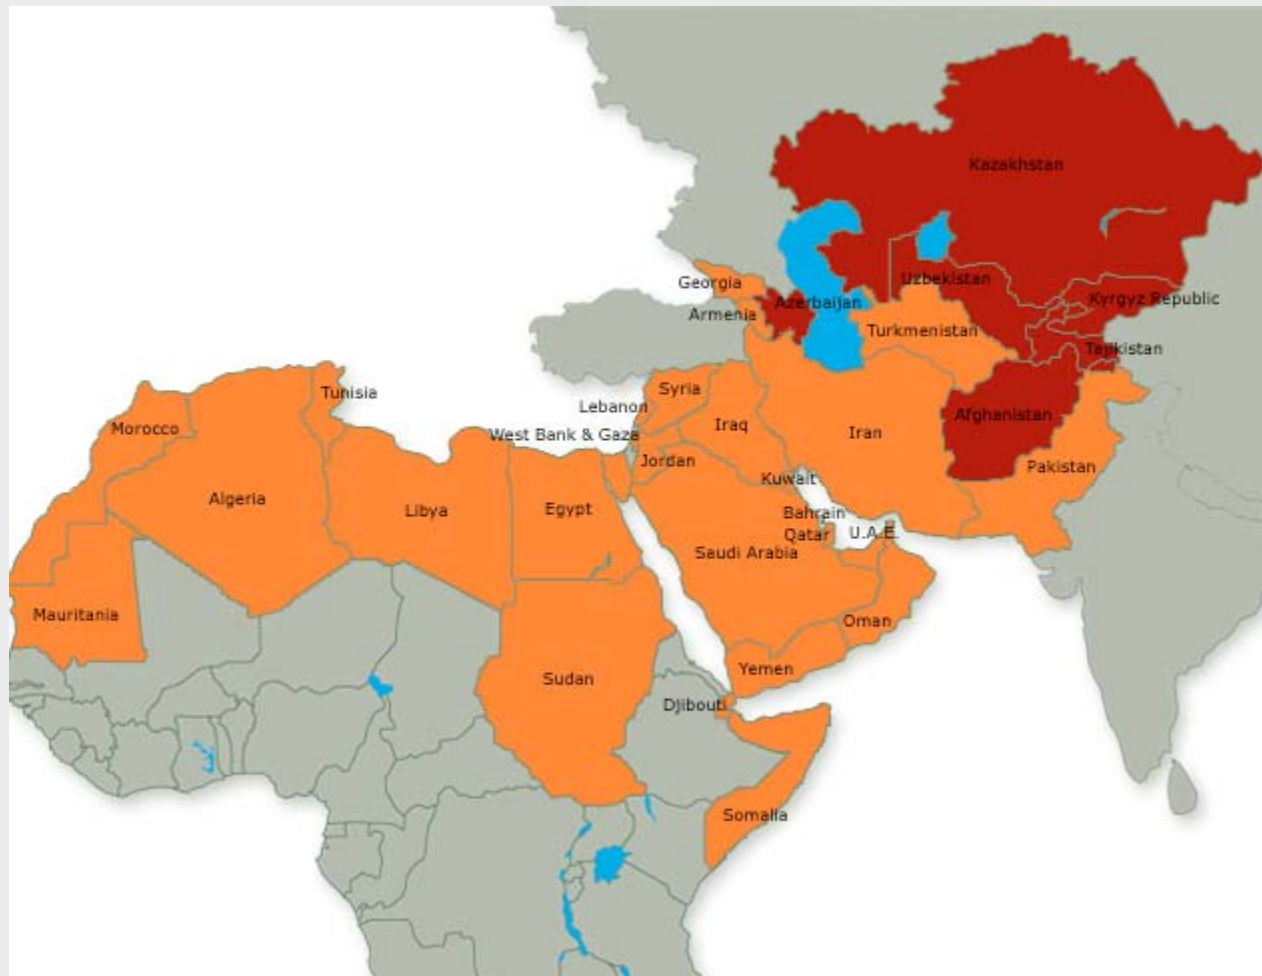 Kazakhstan
Uzbekistan
Georgia
Azerbaijan
Kyrgyz Republic
Armenia
Turkmenistan
Tajikistan
Syria
Tunisia
Lebanon
Afghanistan
Morocco
West Bank & Gaza
Iraq
Iran
Jordan
Pakistan
Kuwait
Algeria
Libya
Egypt
Bahrain
Qatar
U.A.E.
Saudi Arabia
Mauritania
Oman
Yemen
Sudan
Djibouti
Somalia